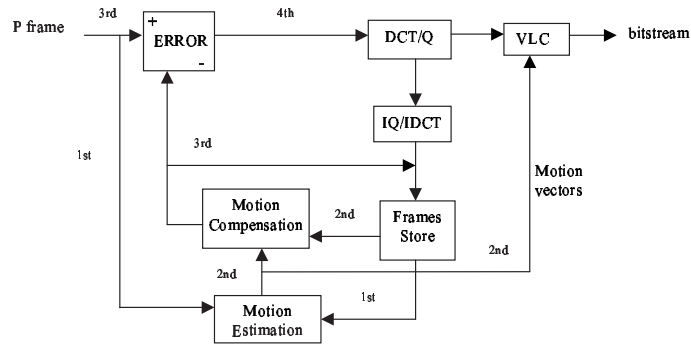 P frame
3rd
+
ERROR
-
4th
DCT/Q
VLC
bitstream
IQ/IDCT
3rd
1st
Motion
vectors
Motion
Compensation
2nd
Frames
Store
2nd
2nd
1st
Motion
Estimation